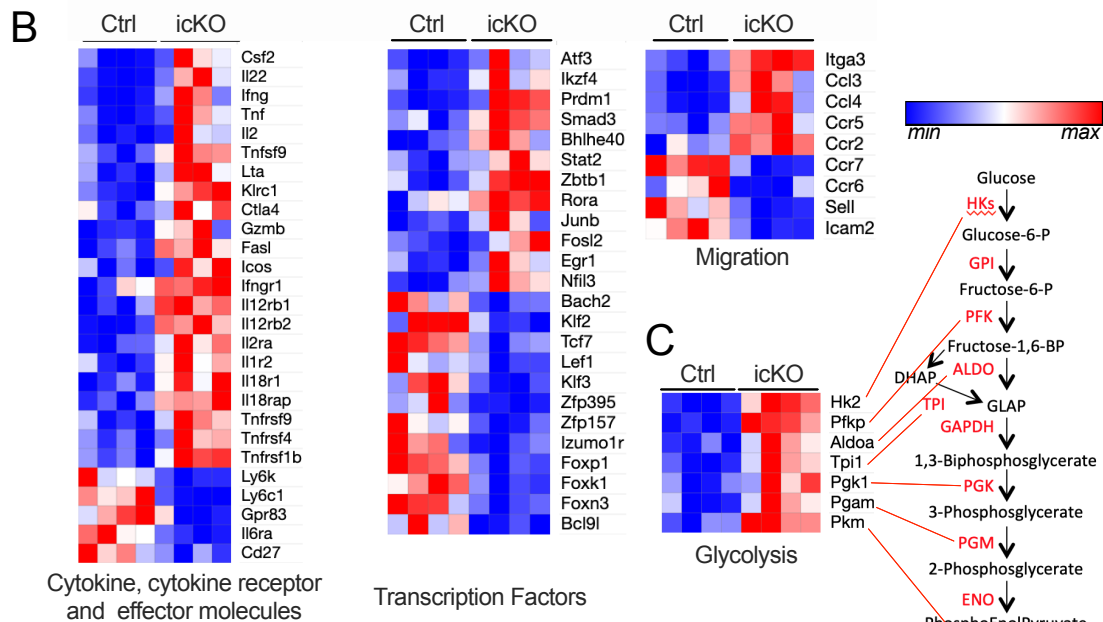 B
Ctrl icKO
Csf2
Il22
Ifng
Tnf
Il2
Tnfsf9
Lta
Klrc1
Ctla4
Gzmb
Fasl
Icos
Ifngr1
Il12rb1
Il12rb2
Il2ra
Il1r2
Il18r1
Il18rap
Tnfrsf9
Tnfrsf4
Tnfrsf1b
Ly6k
Ly6c1
Gpr83
Il6ra
Cd27
Cytokine, cytokine receptor
and effector molecules
Ctrl icKO
Atf3
Ikzf4
Prdm1
Smad3
Bhlhe40
Stat2
Zbtb1
Rora
Junb
Fosl2
Egr1
Nfil3
Bach2
Klf2
Tcf7
Lef1
Klf3
Zfp395
Zfp157
Izumo1r
Foxp1
Foxk1
Foxn3
Bcl9l
Transcription Factors
Ctrl icKO
Itga3
Ccl3
Ccl4
Ccr5
Ccr2
Ccr7
Ccr6
Sell
Icam2
Migration
min max
C
Ctrl icKO
Hk2
Pfkp
Aldoa
Tpi1
Pgk1
Pgam
Pkm
Glycolysis
Glucose
HKs
Glucose-6-P
GPI
Fructose-6-P
PFK
Fructose-1,6-BP
DHAP ALDO
TPI GLAP
GAPDH
1,3-Biphosphosglycerate
PGK
3-Phosphosglycerate
PGM
2-Phosphosglycerate
ENO
PhosphoEnolPyruvate